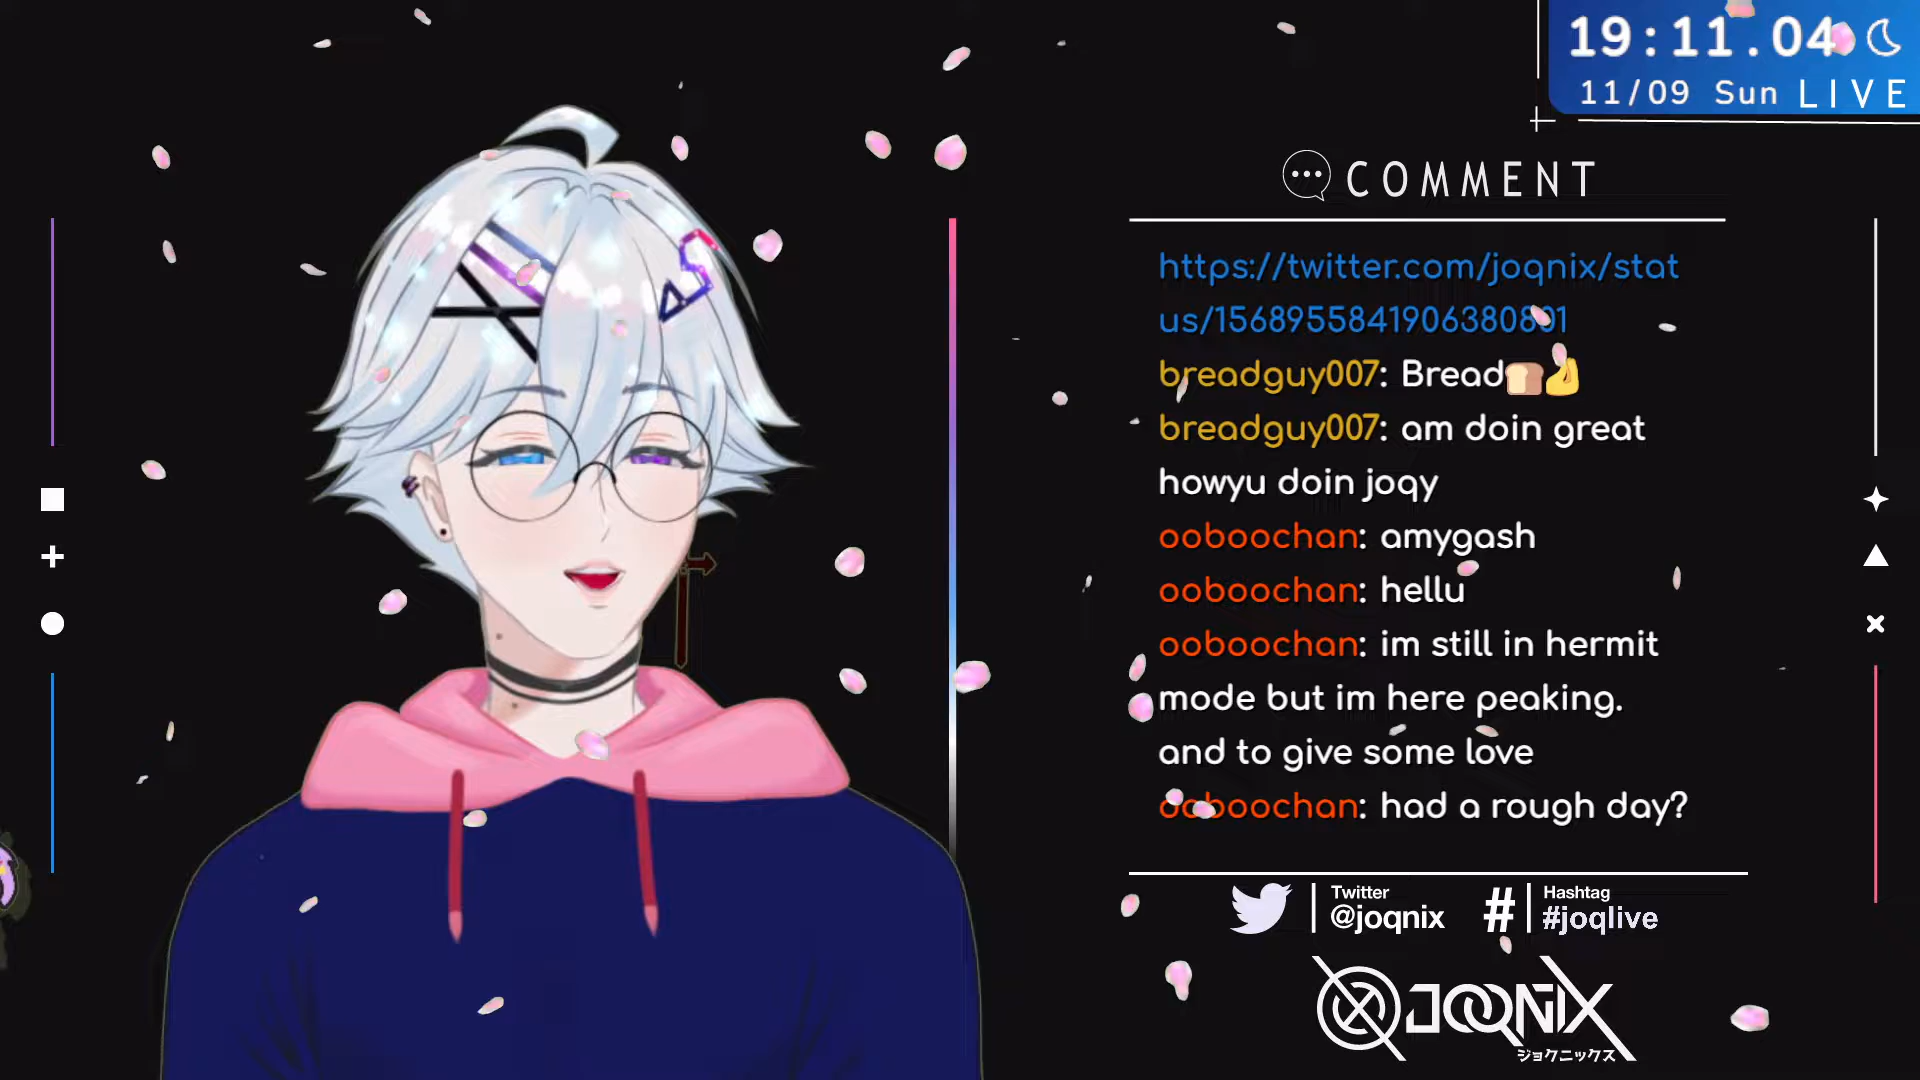 19:11.04
11/09 Sun LIVE
COMMENT
https://twitter.com/joqnix/stat
us/1568955841906380801
breadguy007: Bread🍞💪
breadguy007: am doin great
howyu doin joqy
ooboochan: amygash
ooboochan: hellu
ooboochan: im still in hermit
mode but im here peaking.
and to give some love
ooboochan: had a rough day?
Twitter
@joqnix
# Hashtag
#joqlive
JOQNIX
ジョクニックス